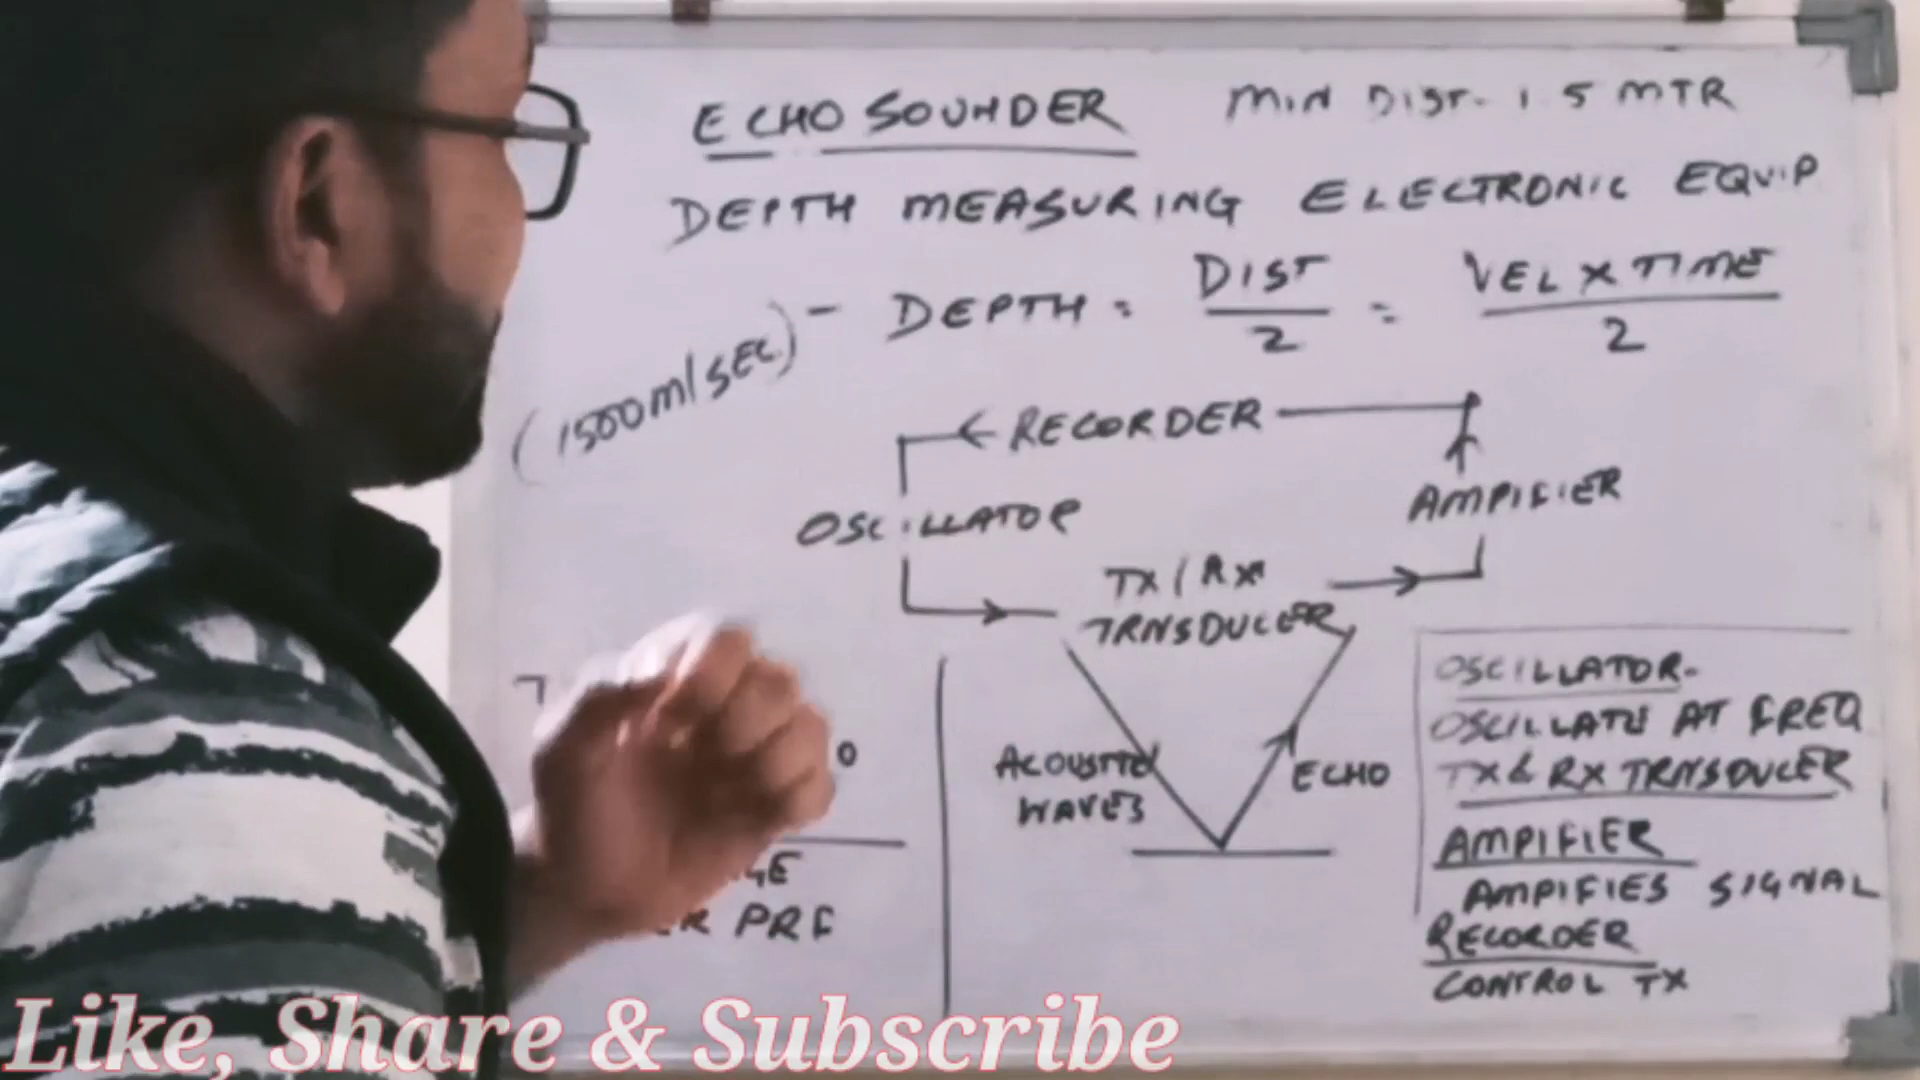 ECHO SOUNDER
MIN DIST- 1.5 MTR
DEPTH MEASURING ELECTRONIC EQUIP
- DEPTH = DIST / 2 = VEL X TIME / 2
(1500m/SEC)
RECORDER
OSCILLATOR
AMPIFIER
TX / RX
TRNSDUCER
ACOUSTIC
WAVES
ECHO
OSCILLATOR-
OSCILLATE AT FREQ
TX & RX TRNSDUCER
AMPIFIER
AMPIFIES SIGNAL
RECORDER
CONTROL TX
PRF
Like, Share & Subscribe